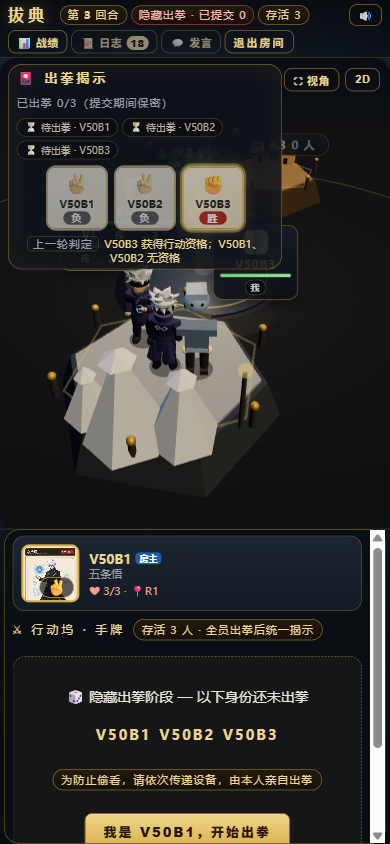 拔典 第 3 回合 隐藏出拳 · 已提交 0 存活 3
战绩 日志 18 发言 退出房间
出拳揭示
视角 2D
已出拳 0/3 (提交期间保密)
待出拳 · V50B1 待出拳 · V50B2
待出拳 · V50B3
V50B1 V50B2 V50B3
负 负 胜
上一轮判定 V50B3 获得行动资格；V50B1、
V50B2 无资格
我
V50B1 房主
五条悟
3/3 · R1
行动坞 · 手牌 存活 3 人 · 全员出拳后统一揭示
隐藏出拳阶段 — 以下身份还未出拳
V50B1 V50B2 V50B3
为防止偷看，请依次传递设备，由本人亲自出拳
我是 V50B1，开始出拳